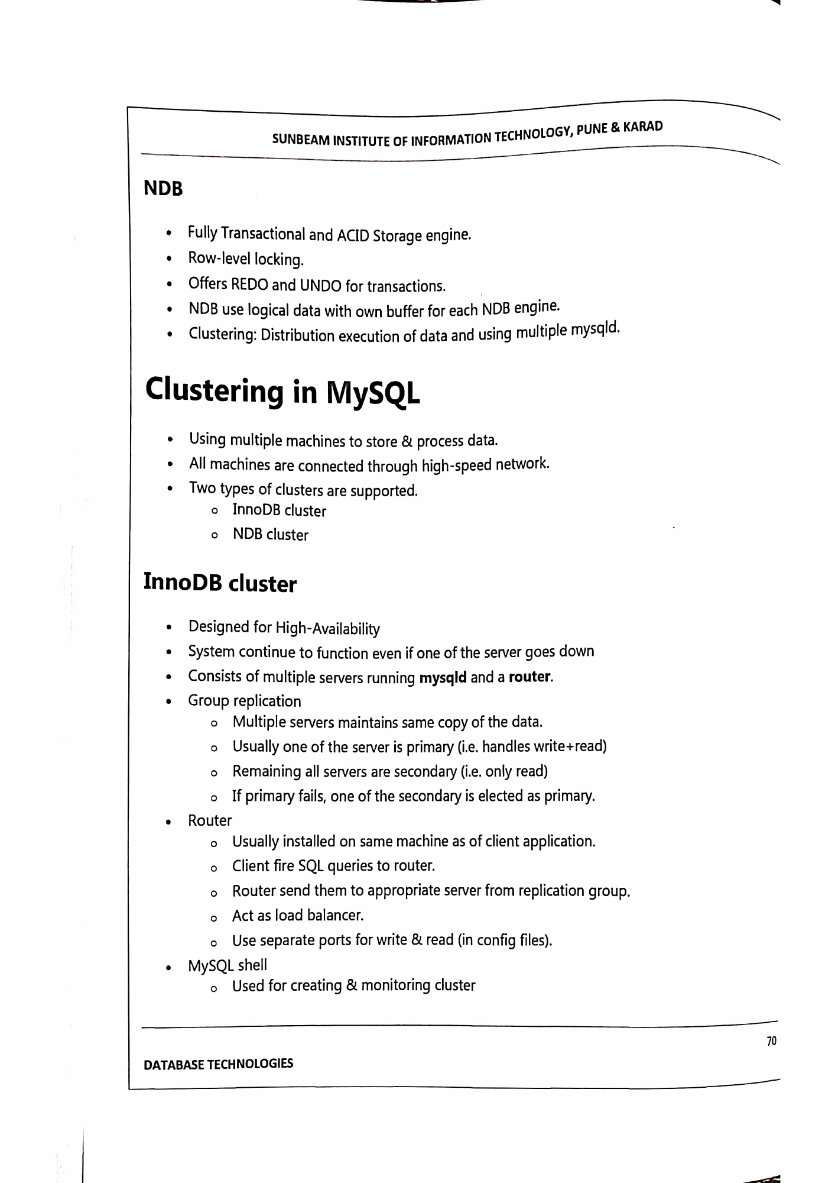 SUNBEAM INSTITUTE OF INFORMATION TECHNOLOGY, PUNE & KARAD
NDB
• Fully Transactional and ACID Storage engine.
• Row-level locking.
• Offers REDO and UNDO for transactions.
• NDB use logical data with own buffer for each NDB engine.
• Clustering: Distribution execution of data and using multiple mysqld.
Clustering in MySQL
• Using multiple machines to store & process data.
• All machines are connected through high-speed network.
• Two types of clusters are supported.
o InnoDB cluster
o NDB cluster
InnoDB cluster
• Designed for High-Availability
• System continue to function even if one of the server goes down
• Consists of multiple servers running mysqld and a router.
• Group replication
o Multiple servers maintains same copy of the data.
o Usually one of the server is primary (i.e. handles write+read)
o Remaining all servers are secondary (i.e. only read)
o If primary fails, one of the secondary is elected as primary.
• Router
o Usually installed on same machine as of client application.
o Client fire SQL queries to router.
o Router send them to appropriate server from replication group.
o Act as load balancer.
o Use separate ports for write & read (in config files).
• MySQL shell
o Used for creating & monitoring cluster
70
DATABASE TECHNOLOGIES